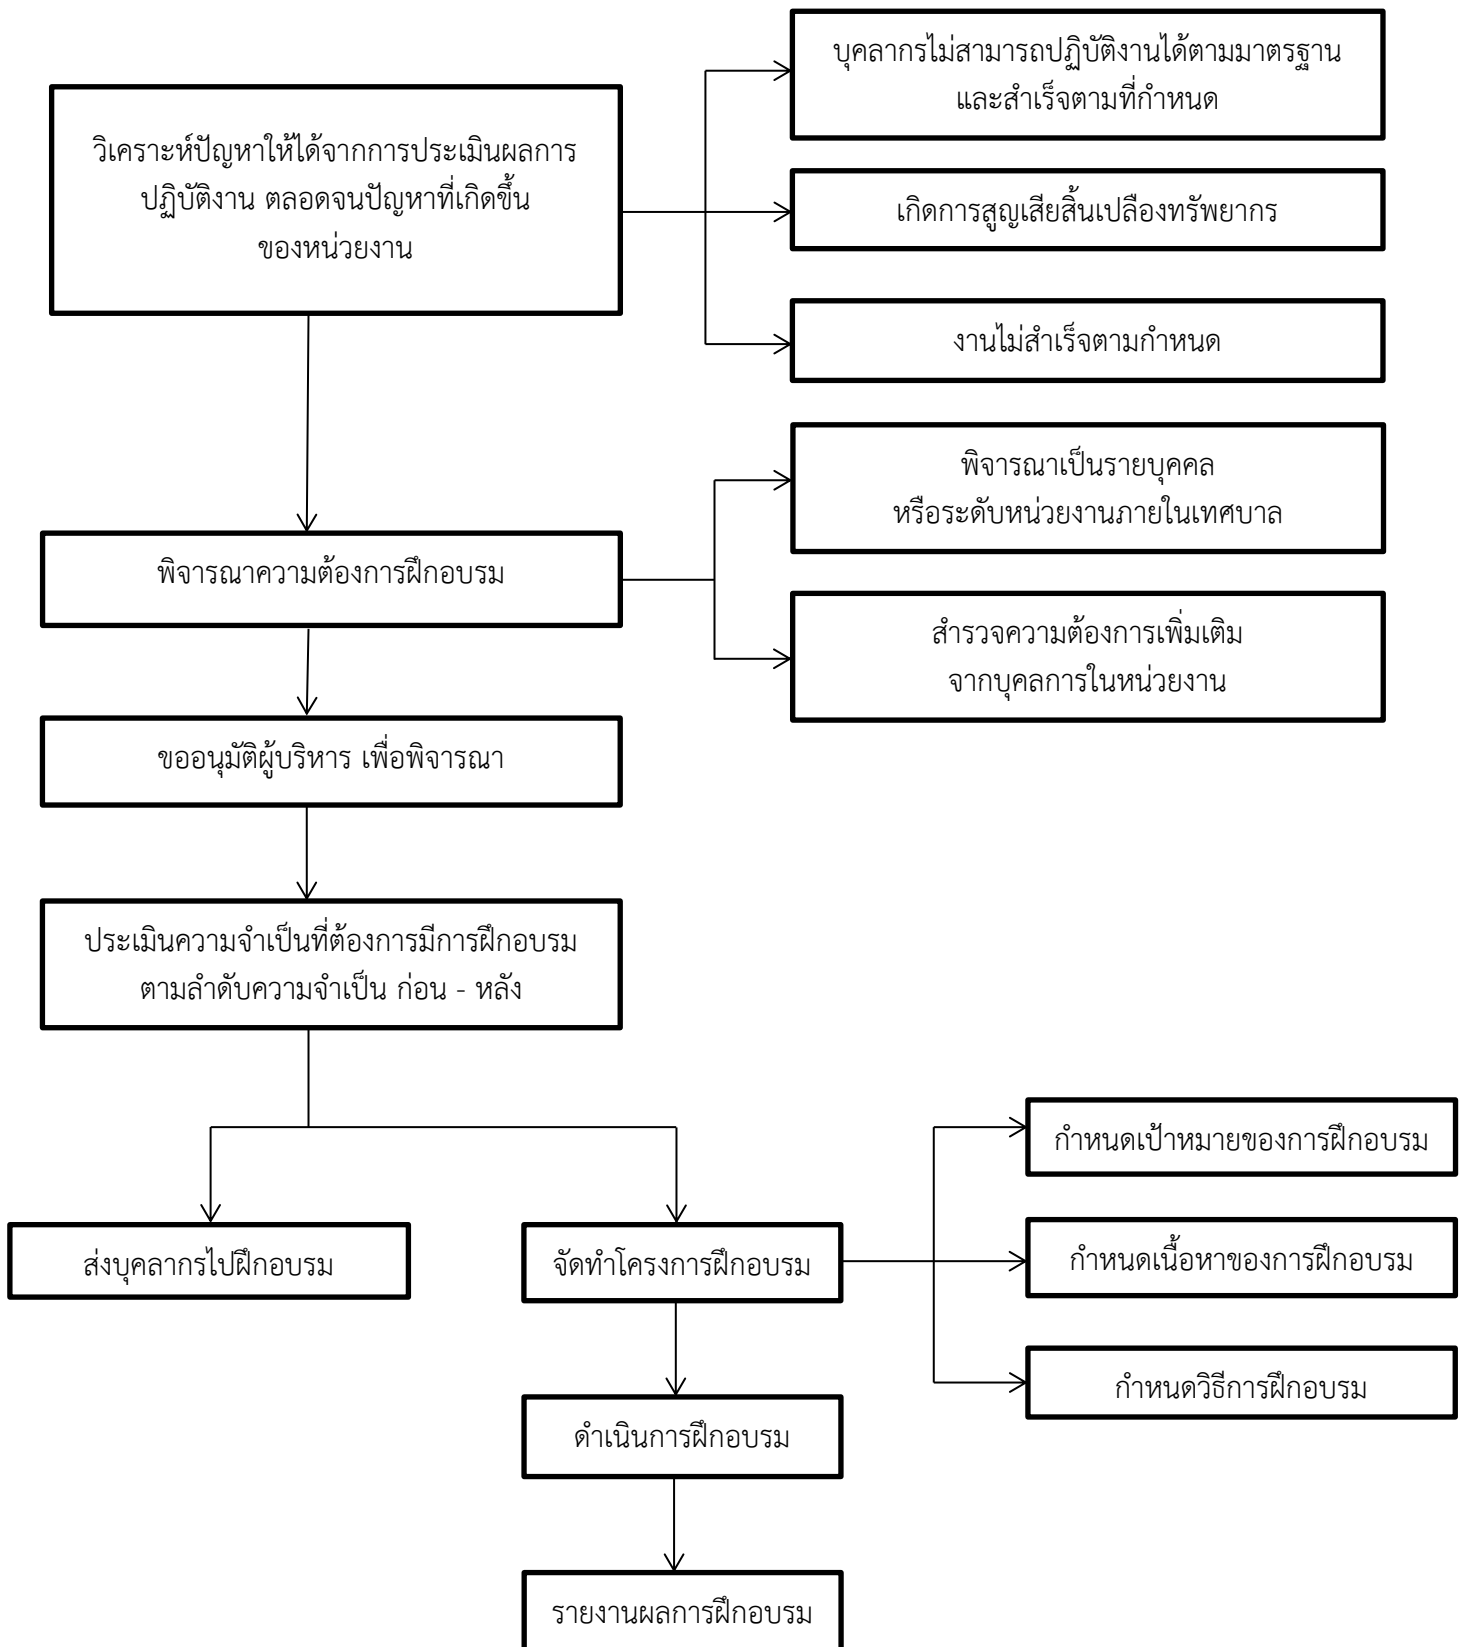 บุคลากรไม่สามารถปฏิบัติงานได้ตามมาตรฐาน
และสำเร็จตามที่กำหนด
วิเคราะห์ปัญหาให้ได้จากการประเมินผลการ
ปฏิบัติงาน ตลอดจนปัญหาที่เกิดขึ้น
ของหน่วยงาน
เกิดการสูญเสียสิ้นเปลืองทรัพยากร
งานไม่สำเร็จตามกำหนด
พิจารณาเป็นรายบุคคล
หรือระดับหน่วยงานภายในเทศบาล
พิจารณาความต้องการฝึกอบรม
สำรวจความต้องการเพิ่มเติม
จากบุคลการในหน่วยงาน
ขออนุมัติผู้บริหาร เพื่อพิจารณา
ประเมินความจำเป็นที่ต้องการมีการฝึกอบรม
ตามลำดับความจำเป็น ก่อน - หลัง
ส่งบุคลากรไปฝึกอบรม
จัดทำโครงการฝึกอบรม
กำหนดเป้าหมายของการฝึกอบรม
กำหนดเนื้อหาของการฝึกอบรม
กำหนดวิธีการฝึกอบรม
ดำเนินการฝึกอบรม
รายงานผลการฝึกอบรม